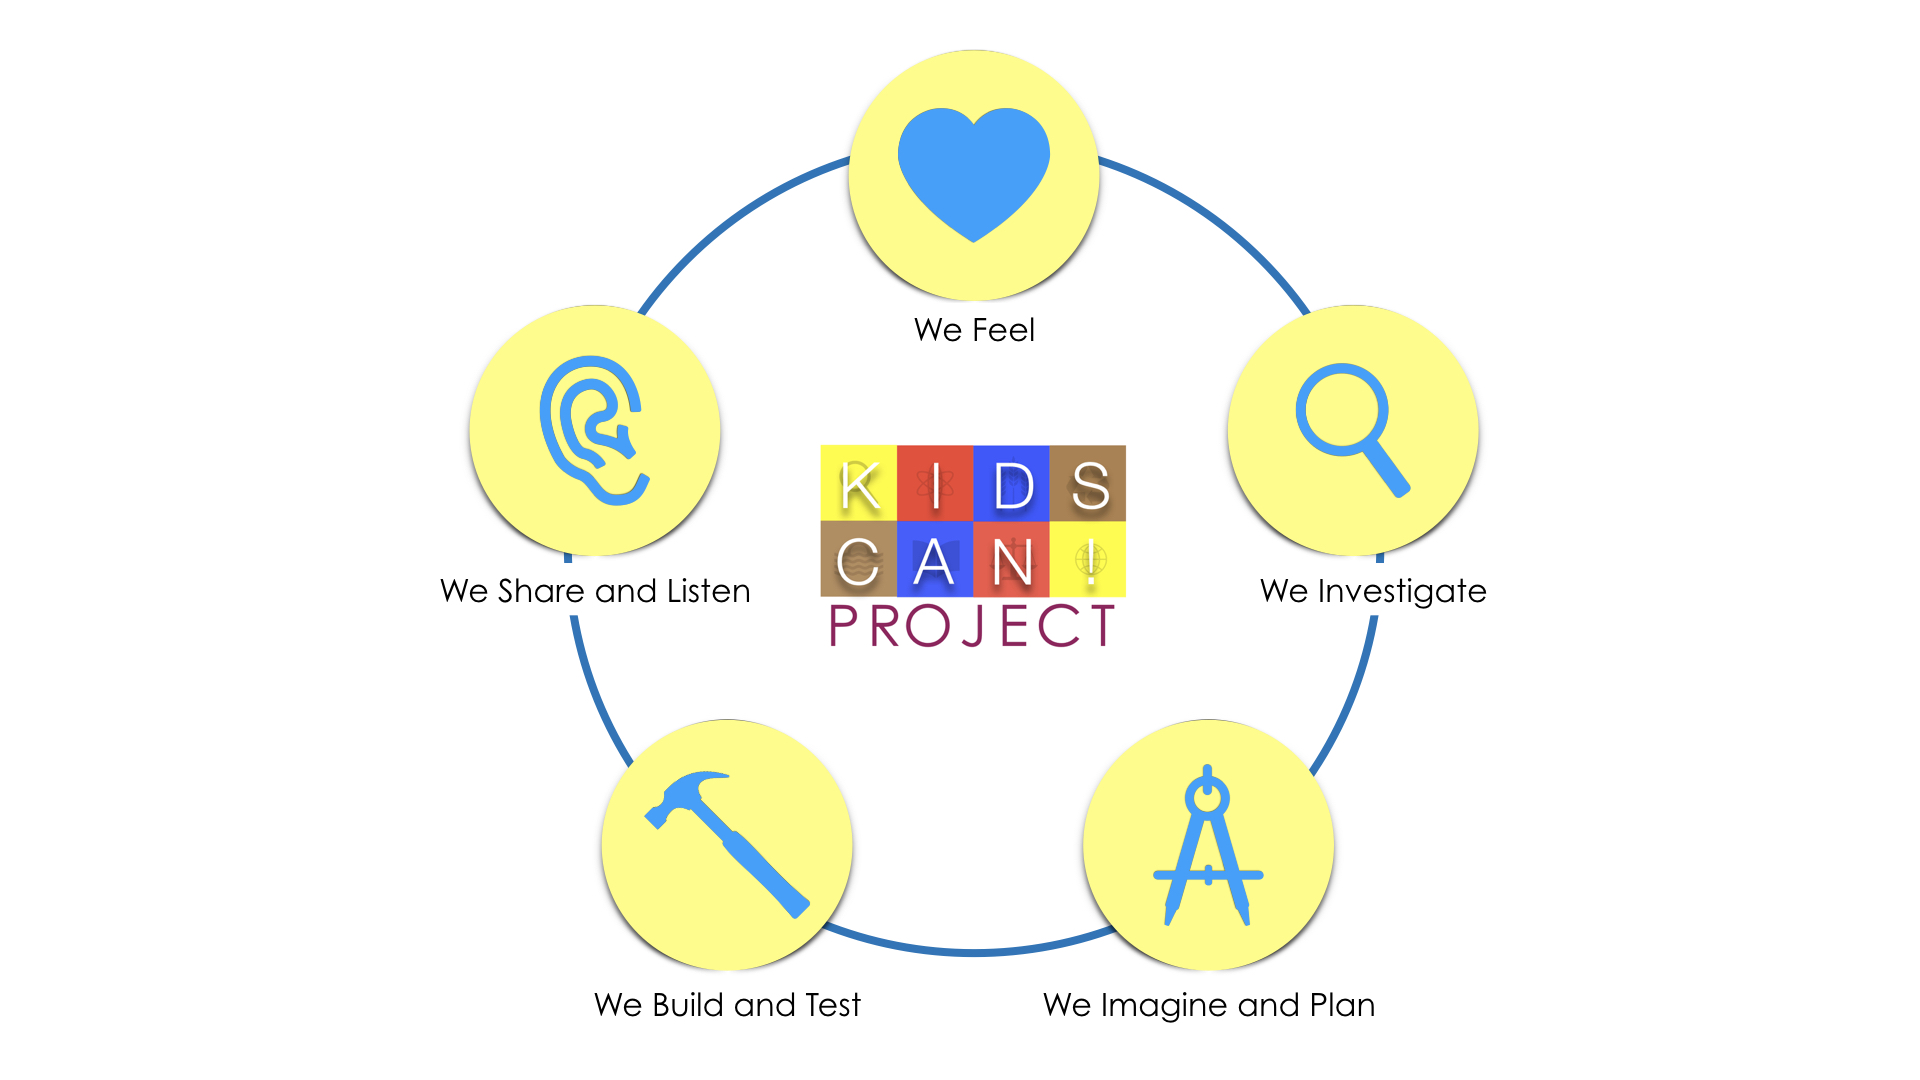 We Feel
We Share and Listen
We Investigate
KIDS
CAN!
PROJECT
We Build and Test
We Imagine and Plan